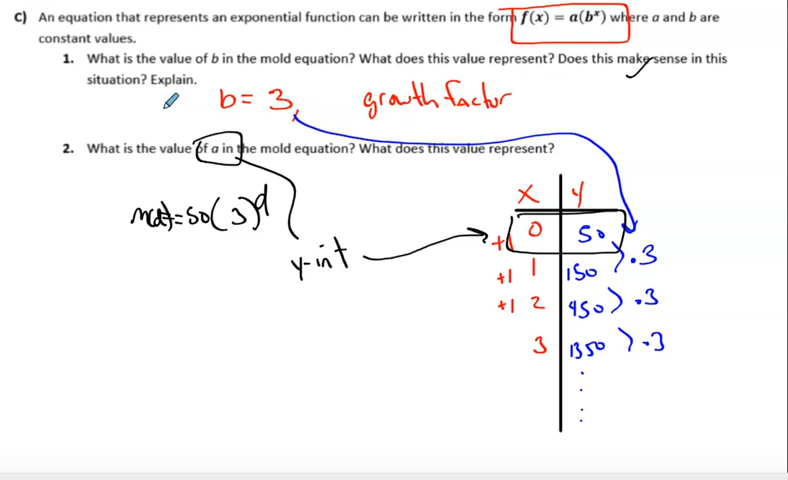 C) An equation that represents an exponential function can be written in the form f(x) = a(bˣ) where a and b are
constant values.
1. What is the value of b in the mold equation? What does this value represent? Does this make sense in this
situation? Explain.
b = 3, growth factor
2. What is the value of a in the mold equation? What does this value represent?
m(d)=50(3)^d
y-int
X Y
0 50
+1 ·3
+1 1 150
·3
+1 2 450
·3
3 1350